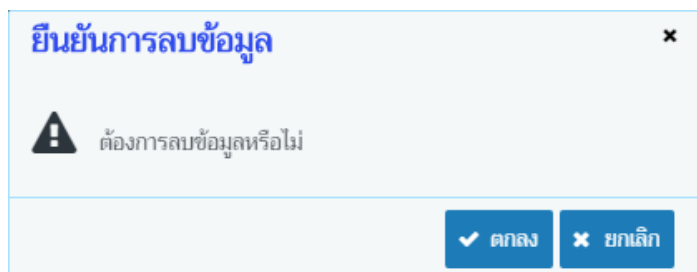 ยืนยันการลบข้อมูล
ต้องการลบข้อมูลหรือไม่
ตกลง ยกเลิก